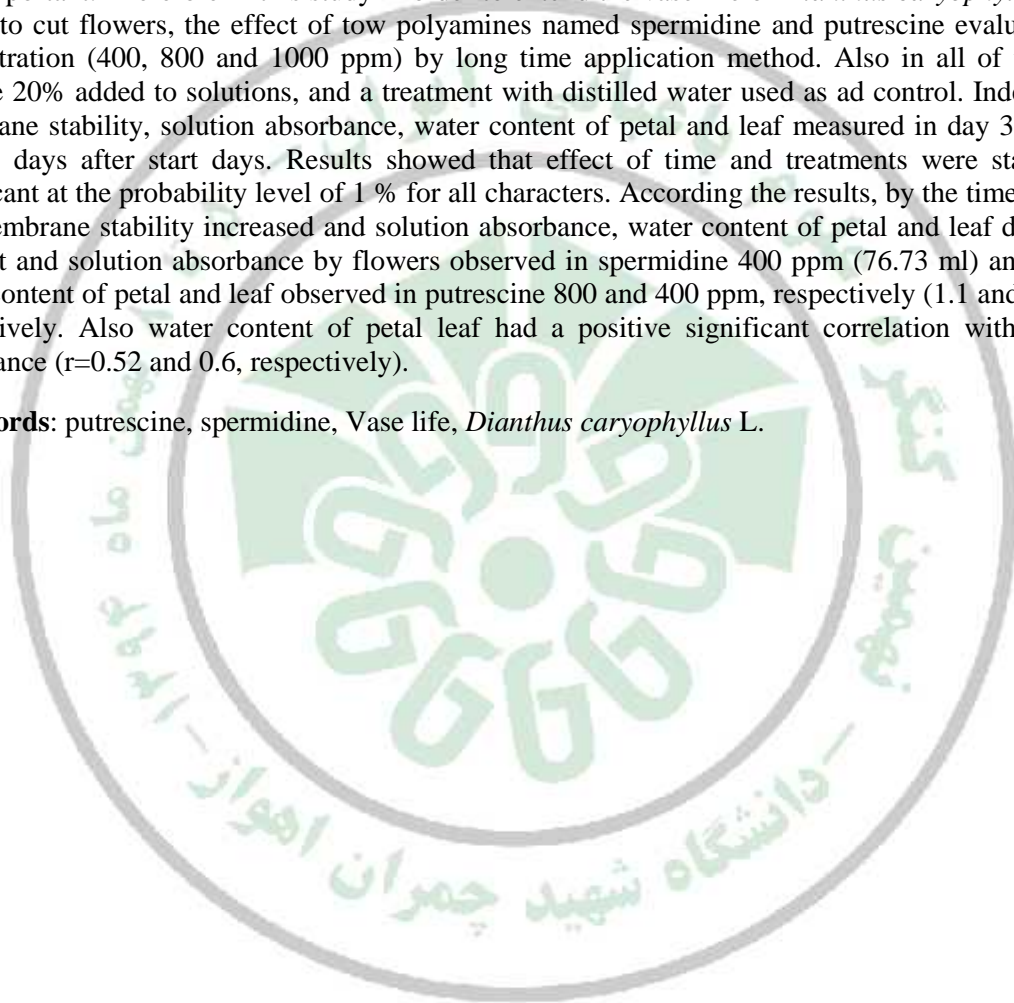 to cut flowers, the effect of tow polyamines named spermidine and putrescine evalu
tration (400, 800 and 1000 ppm) by long time application method. Also in all of
e 20% added to solutions, and a treatment with distilled water used as ad control. Inde
ane stability, solution absorbance, water content of petal and leaf measured in day 3
days after start days. Results showed that effect of time and treatments were sta
cant at the probability level of 1 % for all characters. According the results, by the time
embrane stability increased and solution absorbance, water content of petal and leaf d
t and solution absorbance by flowers observed in spermidine 400 ppm (76.73 ml) an
ontent of petal and leaf observed in putrescine 800 and 400 ppm, respectively (1.1 and
ively. Also water content of petal leaf had a positive significant correlation with
ance (r=0.52 and 0.6, respectively).
ords: putrescine, spermidine, Vase life, Dianthus caryophyllus L.
نهمین کنگره
ایران
دانشگاه شهید چمران اهواز -
بهمن ماه ۱۳۹۴